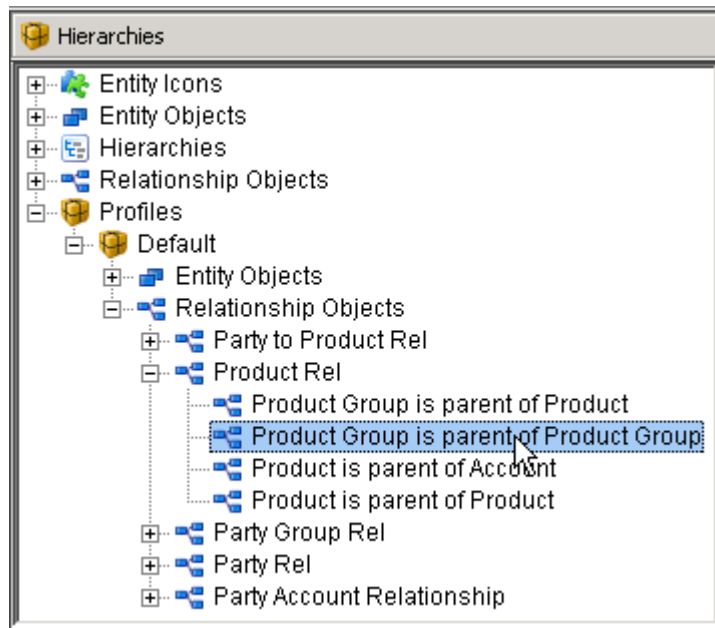 Hierarchies
Entity Icons
Entity Objects
Hierarchies
Relationship Objects
Profiles
Default
Entity Objects
Relationship Objects
Party to Product Rel
Product Rel
Product Group is parent of Product
Product Group is parent of Product Group
Product is parent of Account
Product is parent of Product
Party Group Rel
Party Rel
Party Account Relationship